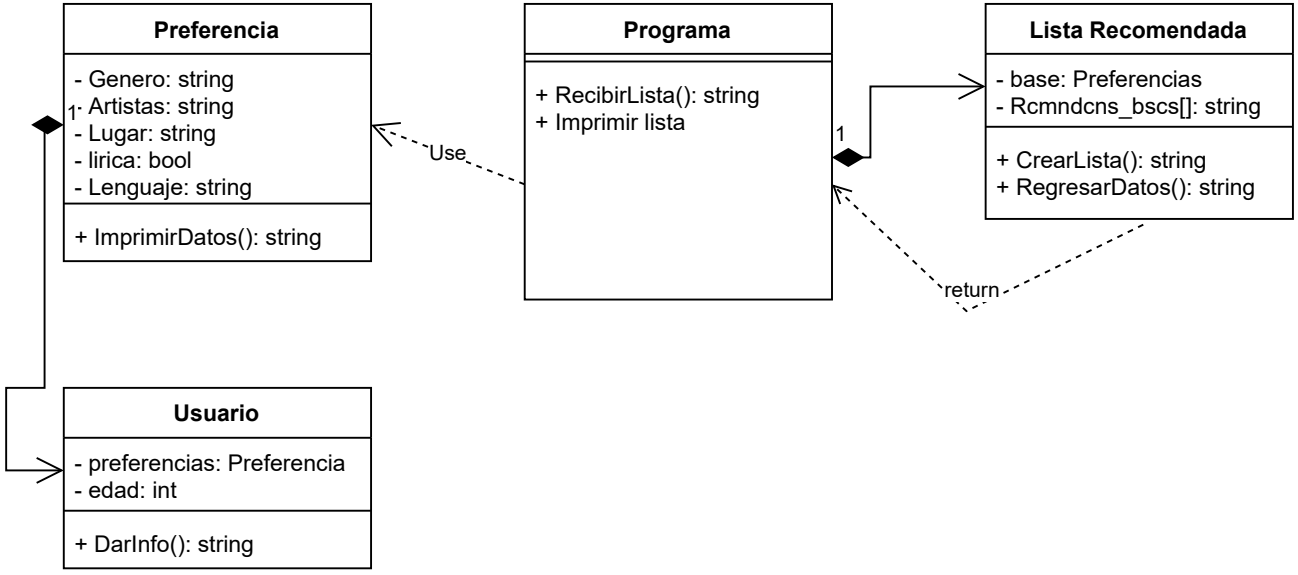 Preferencia
- Genero: string
- Artistas: string
- Lugar: string
- lirica: bool
- Lenguaje: string
+ ImprimirDatos(): string
1
Use
Programa
+ RecibirLista(): string
+ Imprimir lista
1
Lista Recomendada
- base: Preferencias
- Rcmndcns_bscs[]: string
+ CrearLista(): string
+ RegresarDatos(): string
return
Usuario
- preferencias: Preferencia
- edad: int
+ DarInfo(): string